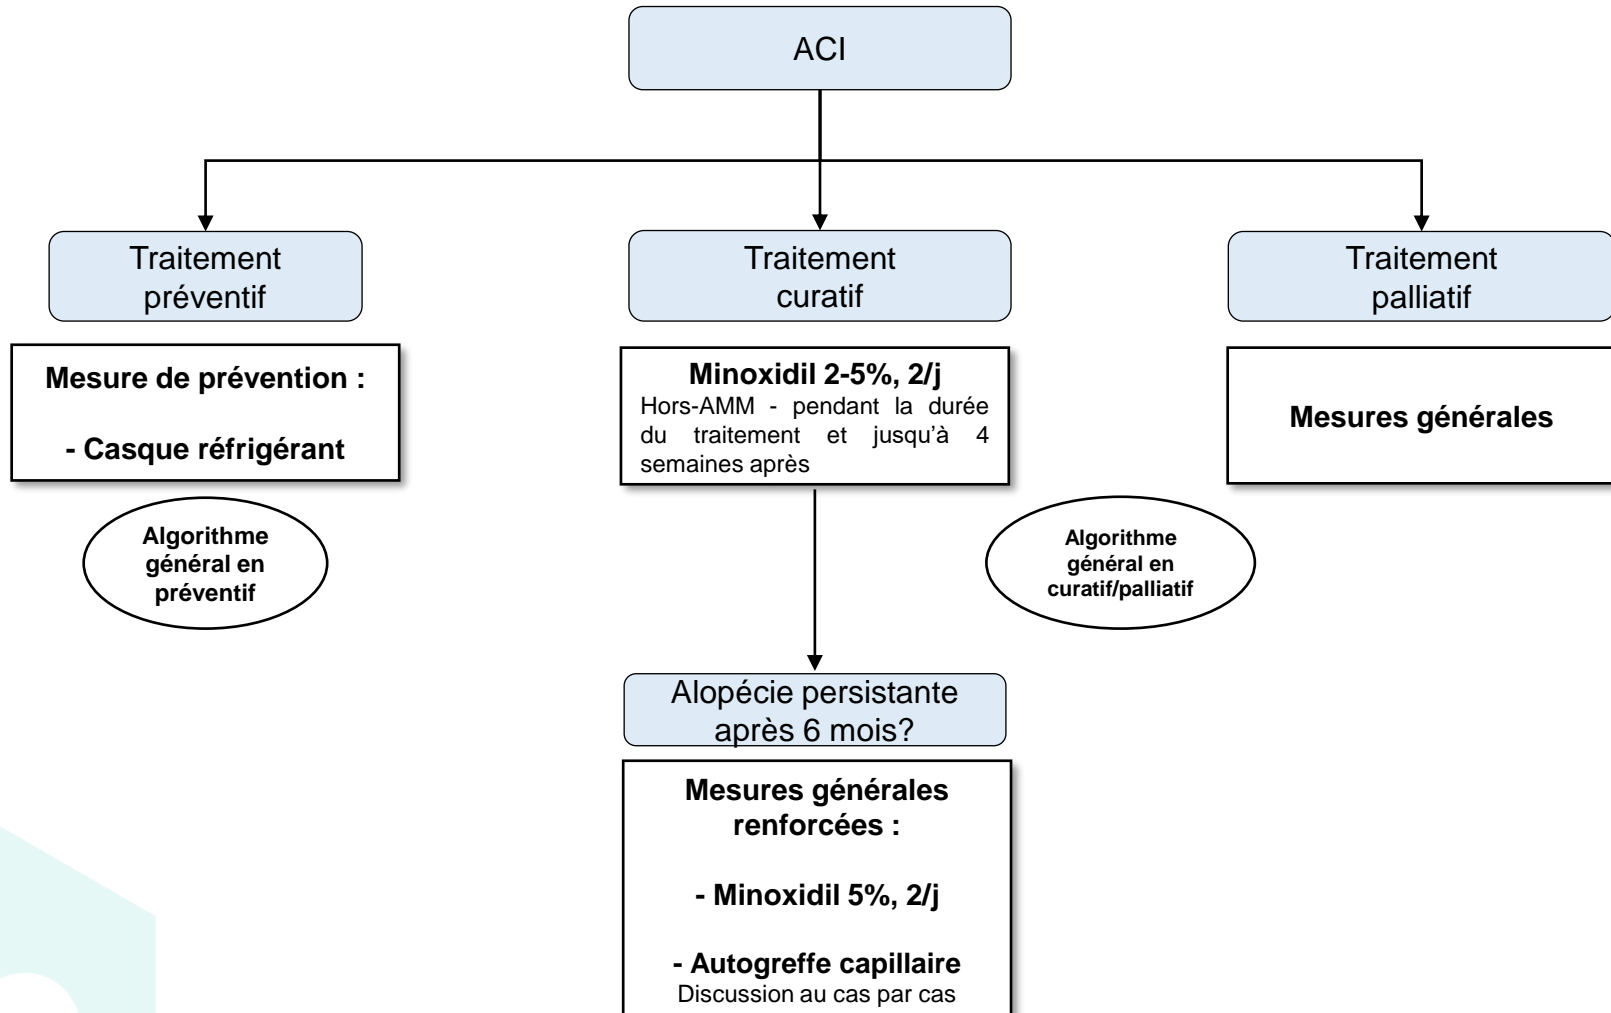 ACI
Traitement
préventif
Mesure de prévention :
- Casque réfrigérant
Algorithme
général en
préventif
Traitement
curatif
Minoxidil 2-5%, 2/j
Hors-AMM - pendant la durée
du traitement et jusqu'à 4
semaines après
Traitement
palliatif
Mesures générales
Algorithme
général en
curatif/palliatif
Alopécie persistante
après 6 mois?
Mesures générales
renforcées :
- Minoxidil 5%, 2/j
- Autogreffe capillaire
Discussion au cas par cas